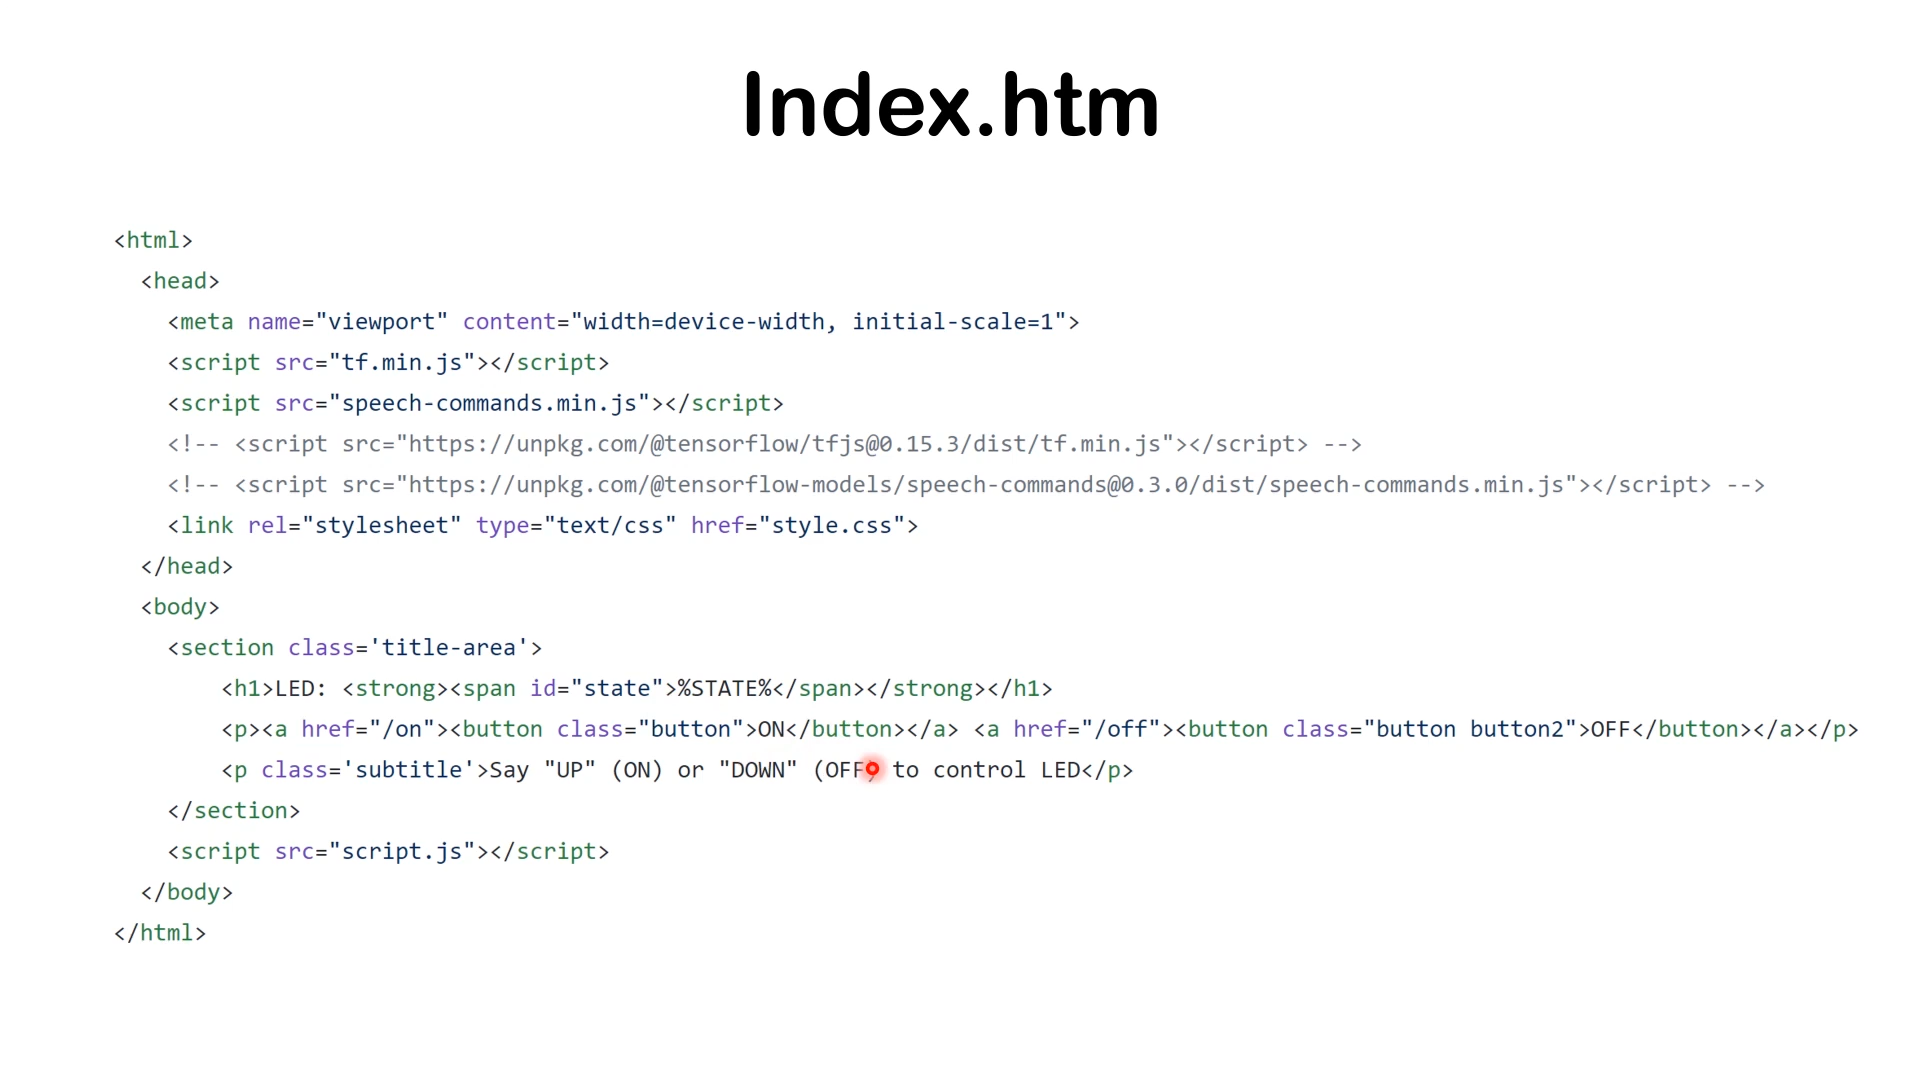 Index.htm
<html>
<head>
<meta name="viewport" content="width=device-width, initial-scale=1">
<script src="tf.min.js"></script>
<script src="speech-commands.min.js"></script>
<!-- <script src="https://unpkg.com/@tensorflow/tfjs@0.15.3/dist/tf.min.js"></script> -->
<!-- <script src="https://unpkg.com/@tensorflow-models/speech-commands@0.3.0/dist/speech-commands.min.js"></script> -->
<link rel="stylesheet" type="text/css" href="style.css">
</head>
<body>
<section class='title-area'>
<h1>LED: <strong><span id="state">%STATE%</span></strong></h1>
<p><a href="/on"><button class="button">ON</button></a> <a href="/off"><button class="button button2">OFF</button></a></p>
<p class='subtitle'>Say "UP" (ON) or "DOWN" (OFF) to control LED</p>
</section>
<script src="script.js"></script>
</body>
</html>